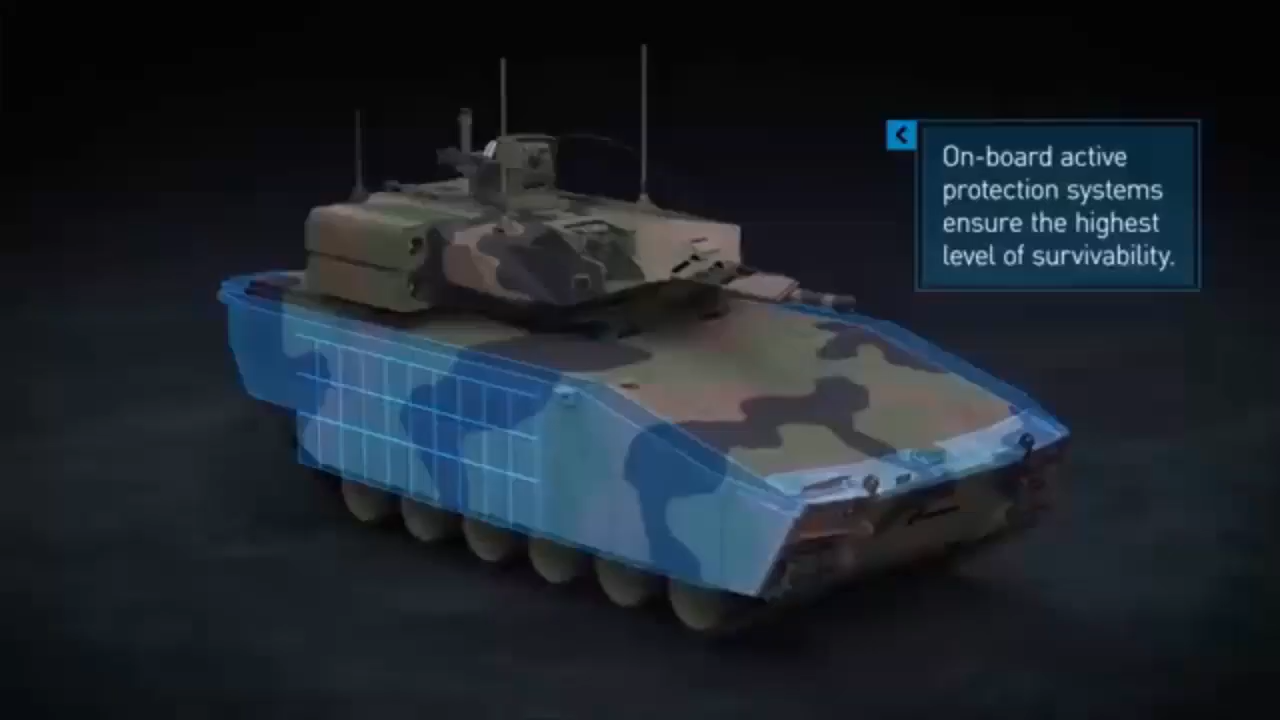 On-board active
protection systems
ensure the highest
level of survivability.